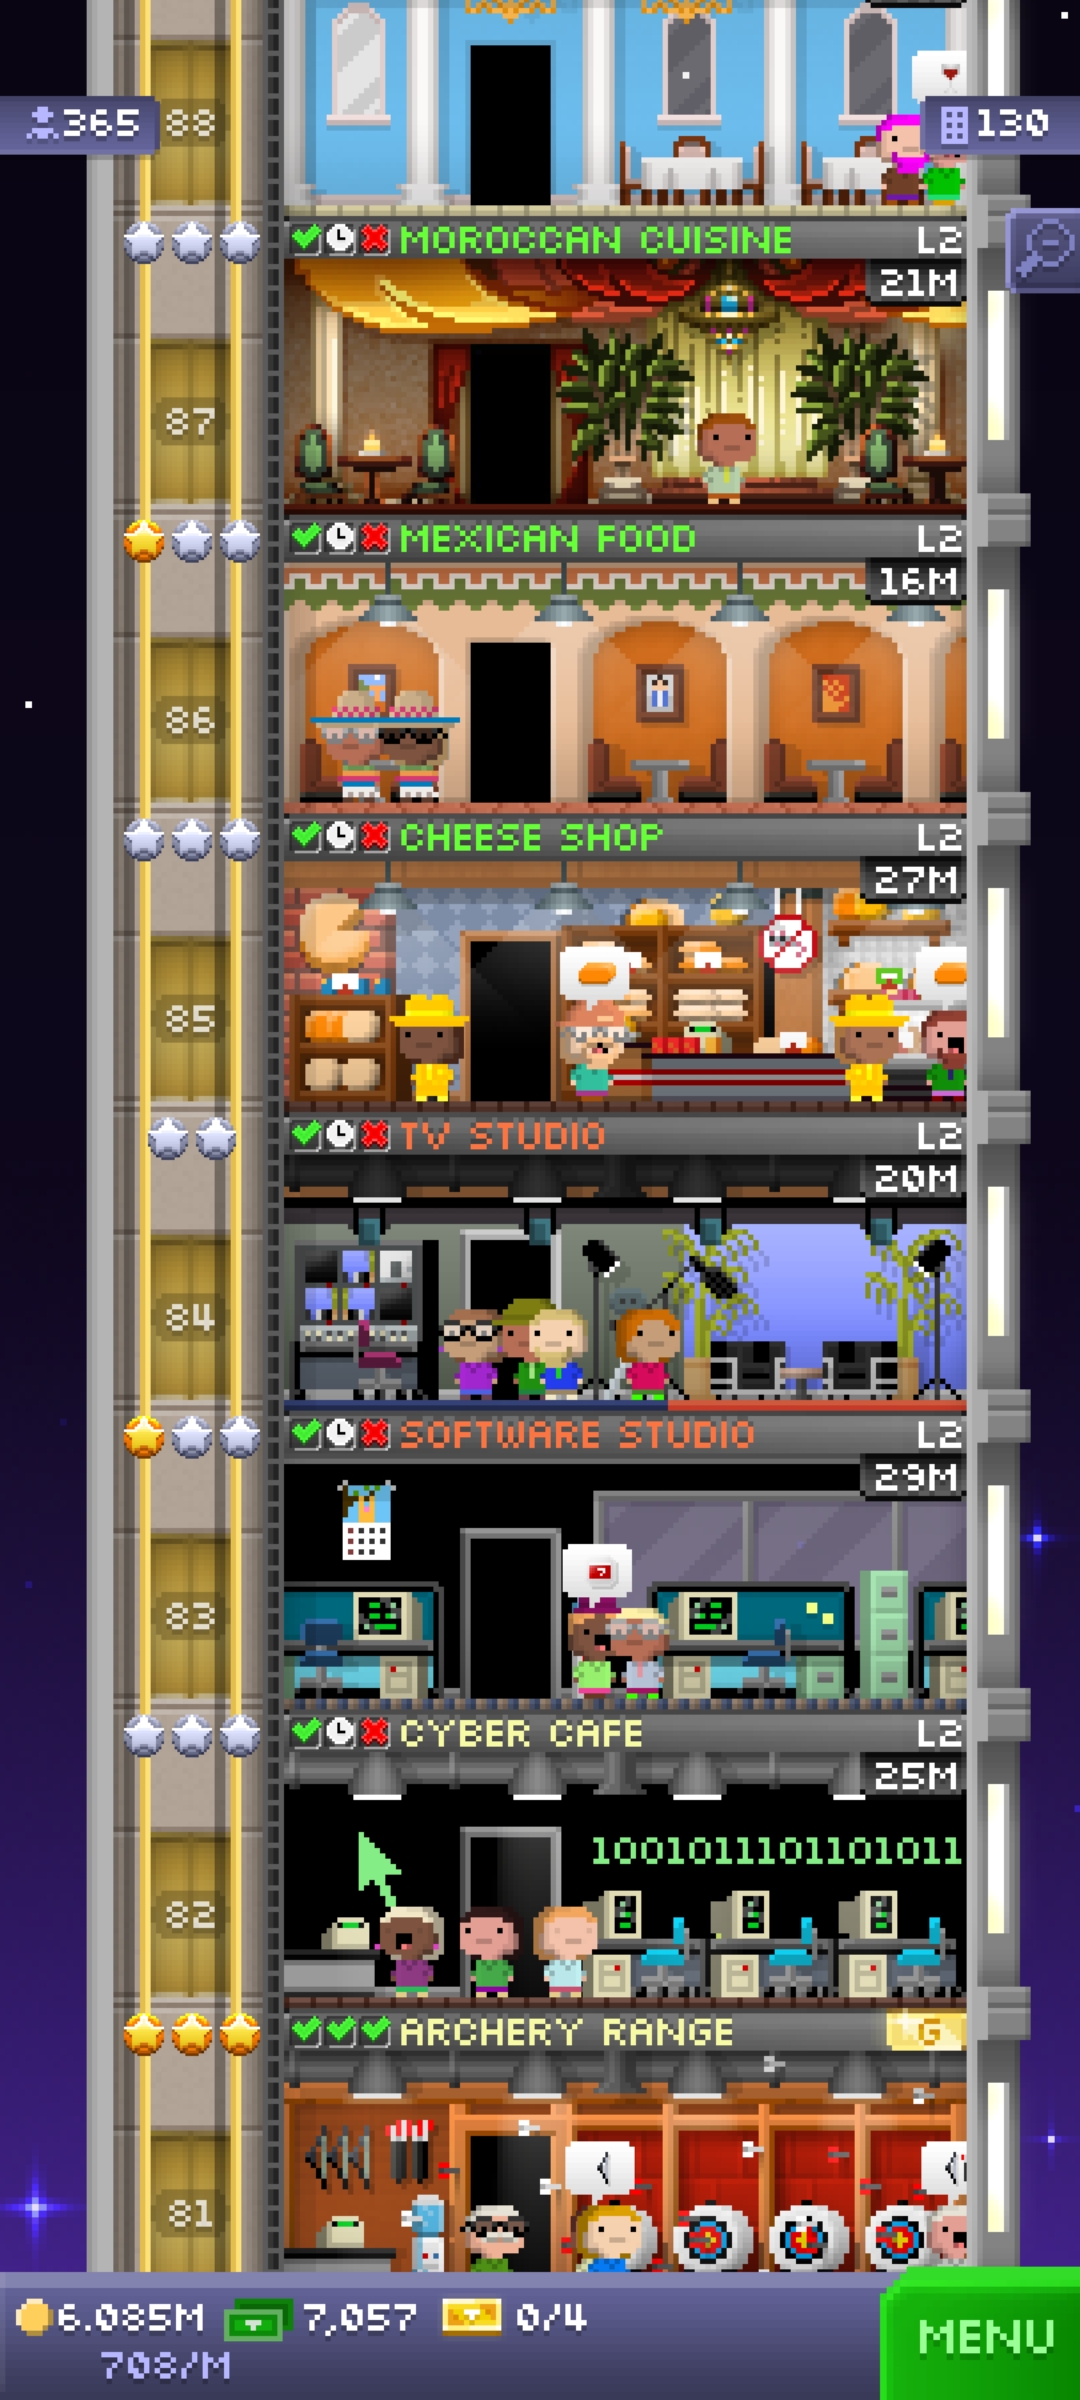 365
88
130
MOROCCAN CUISINE L2
21M
87
MEXICAN FOOD L2
16M
86
CHEESE SHOP L2
27M
85
TV STUDIO L2
20M
84
SOFTWARE STUDIO L2
29M
83
CYBER CAFE L2
25M
1001011101101011
82
ARCHERY RANGE G
81
6.085M 7,057 0/4
708/M
MENU